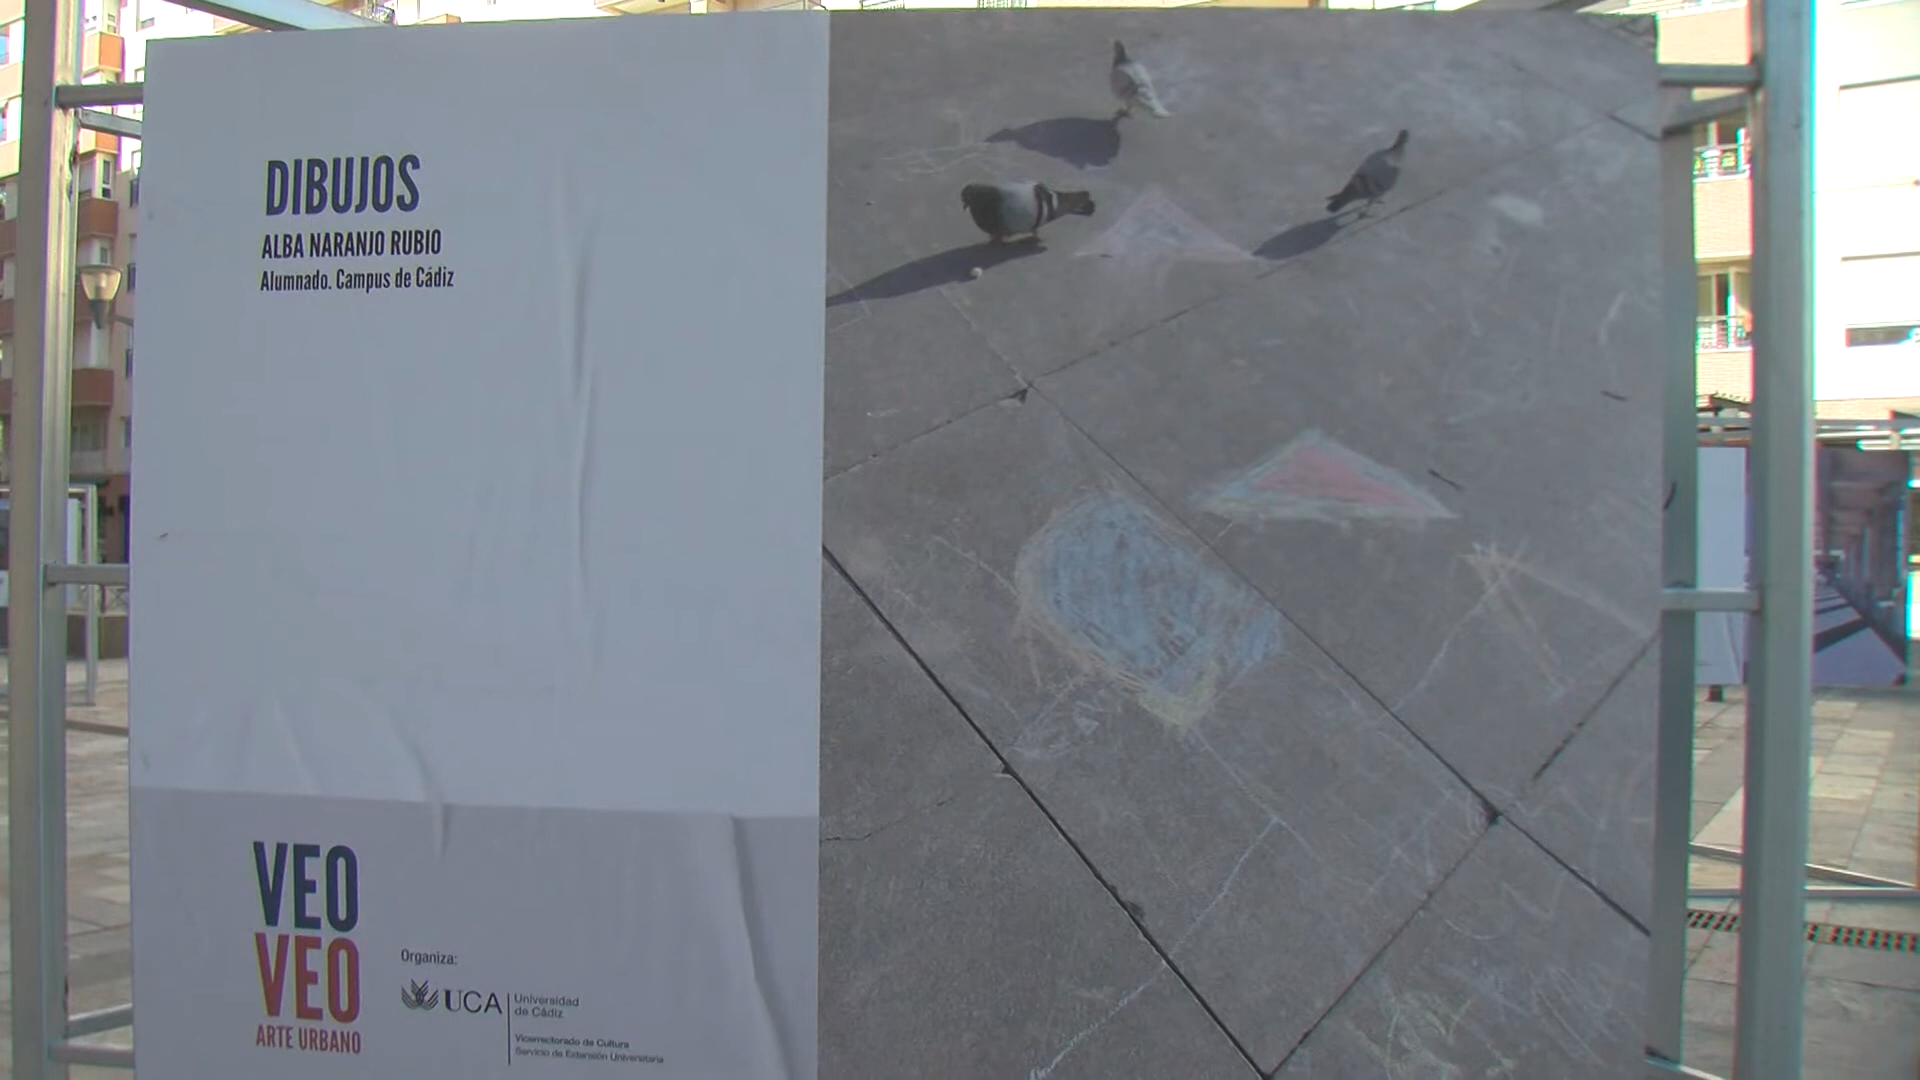 DIBUJOS
ALBA NARANJO RUBIO
Alumnado. Campus de Cádiz
VEO
VEO
ARTE URBANO
Organiza:
UCA
Universidad
de Cádiz
Vicerrectorado de Cultura
Servicio de Extensión Universitaria